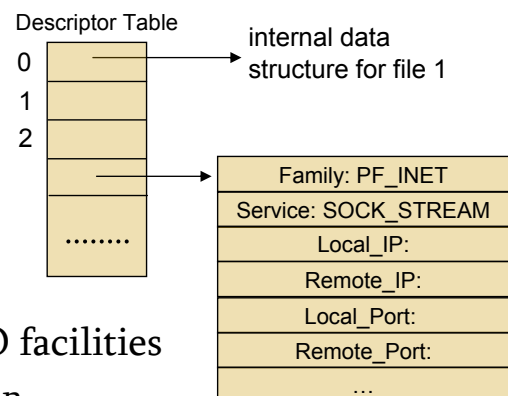 Descriptor Table
0
1
2
........
internal data
structure for file 1
Family: PF_INET
Service: SOCK_STREAM
Local_IP:
Remote_IP:
Local_Port:
Remote_Port:
...
facilities